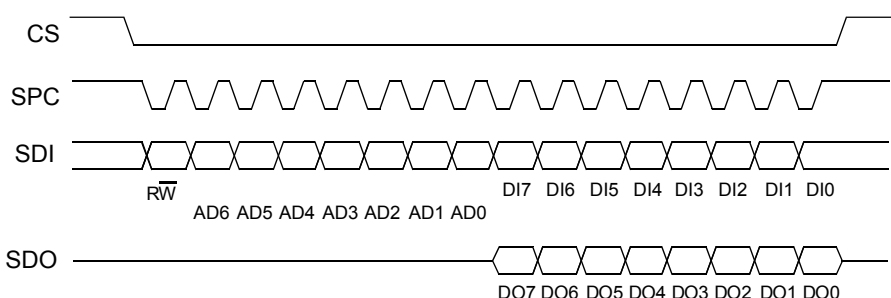 CS
SPC
SDI
RW̅
DI7 DI6 DI5 DI4 DI3 DI2 DI1 DI0
AD6 AD5 AD4 AD3 AD2 AD1 AD0
SDO
DO7 DO6 DO5 DO4 DO3 DO2 DO1 DO0